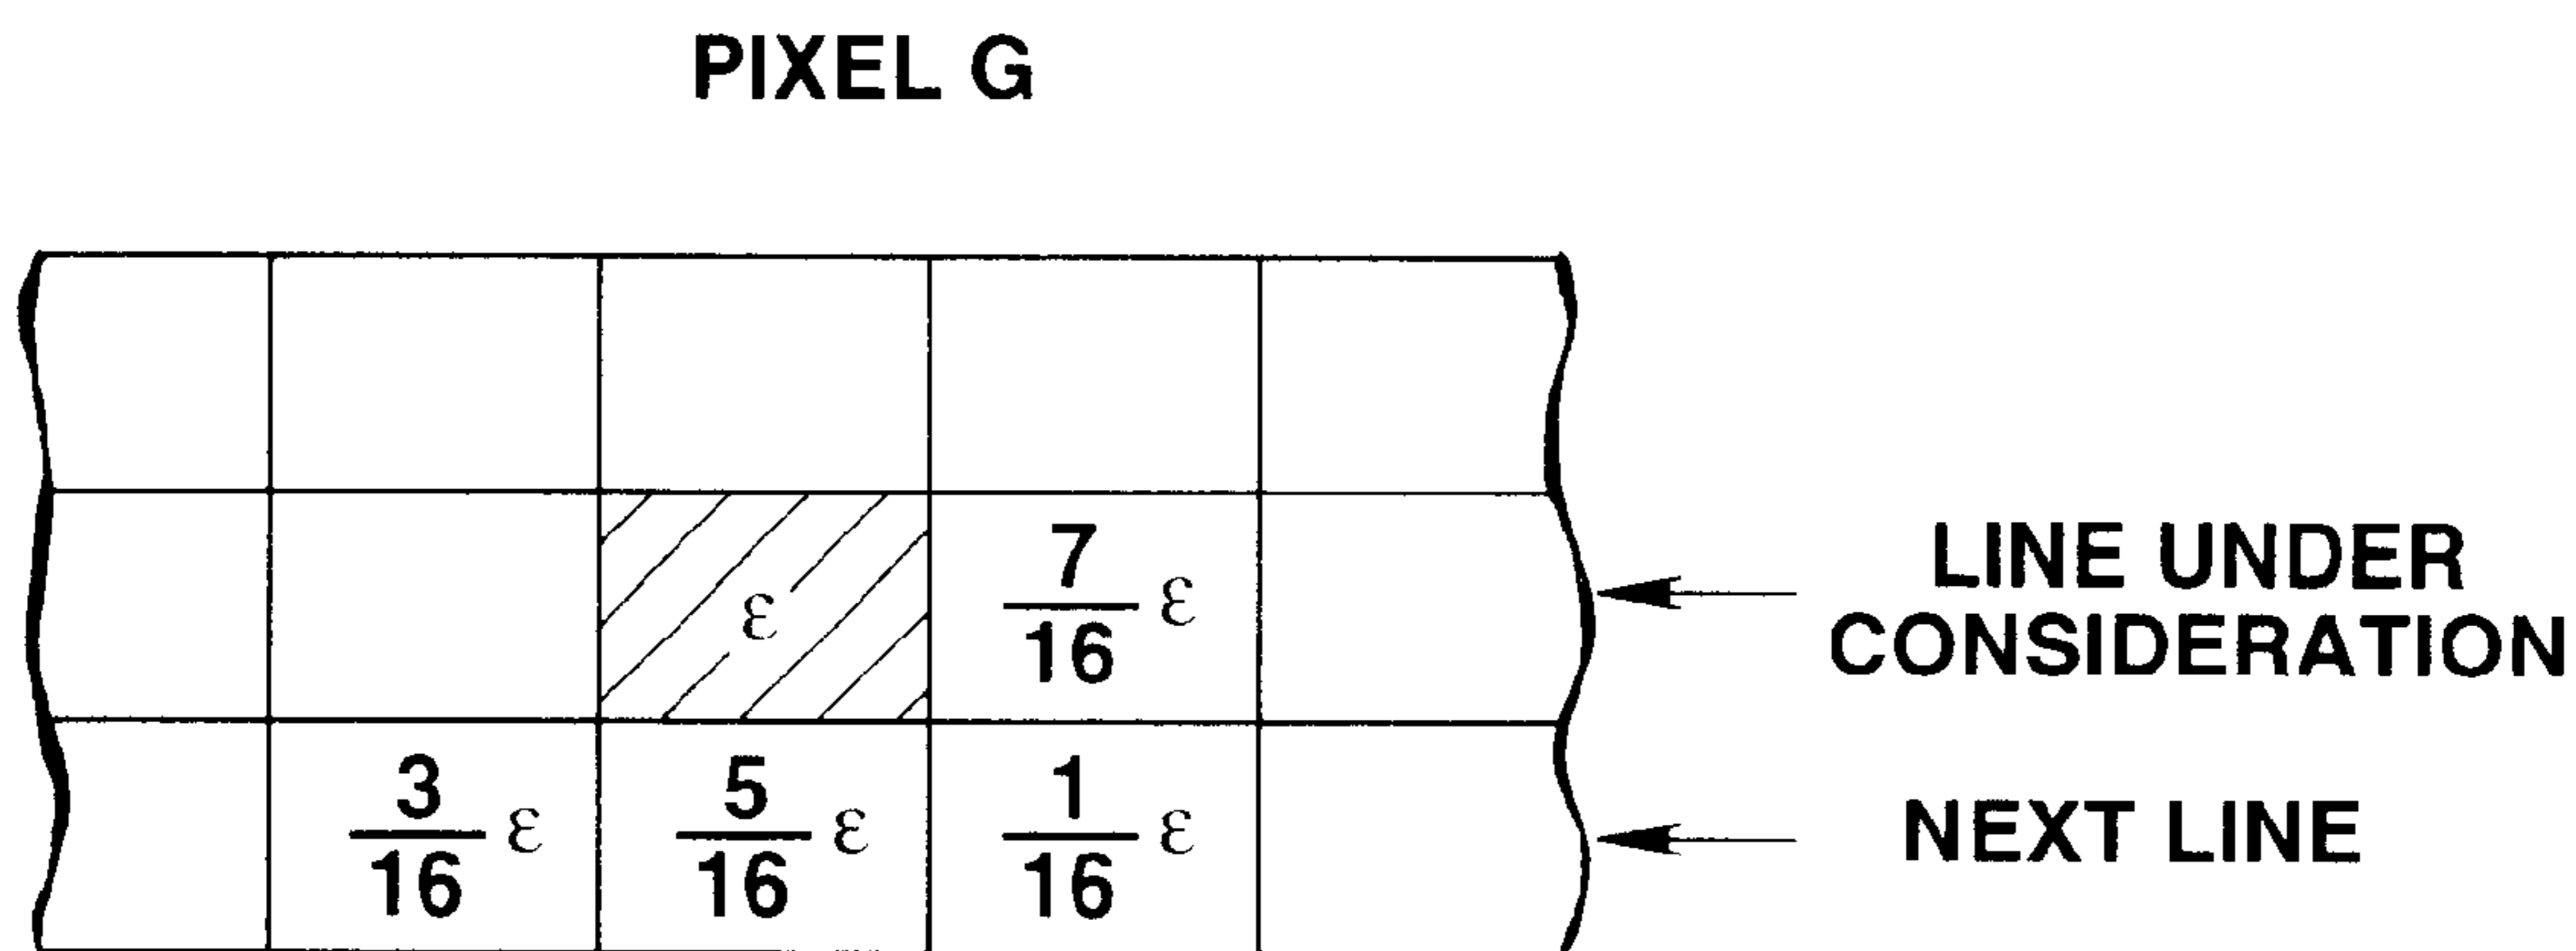 PIXEL G
ε 7/16 ε LINE UNDER
CONSIDERATION
3/16 ε 5/16 ε 1/16 ε NEXT LINE